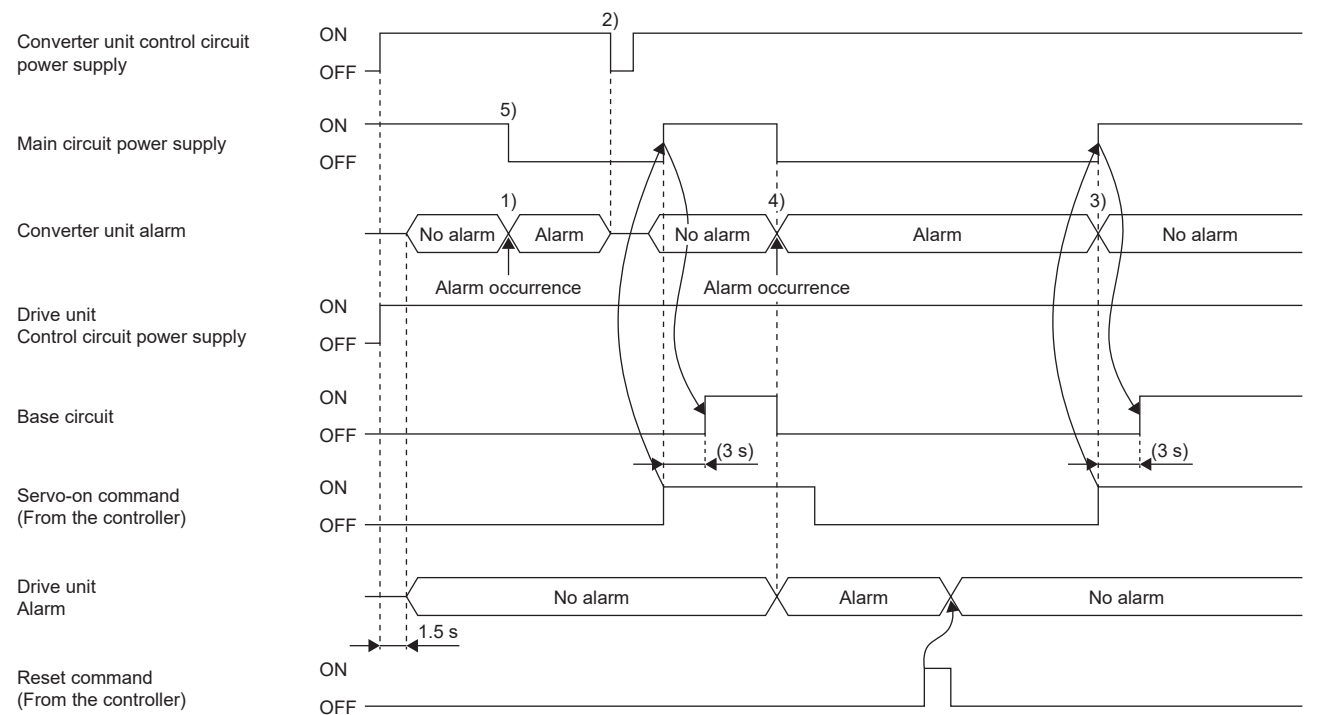 2)
Converter unit control circuit
power supply
ON
OFF
5)
Main circuit power supply
ON
OFF
1)
4)
3)
Converter unit alarm
No alarm
Alarm
No alarm
Alarm
No alarm
Alarm occurrence
Alarm occurrence
Drive unit
Control circuit power supply
ON
OFF
Base circuit
ON
OFF
(3 s)
(3 s)
Servo-on command
(From the controller)
ON
OFF
Drive unit
Alarm
No alarm
Alarm
No alarm
1.5 s
Reset command
(From the controller)
ON
OFF